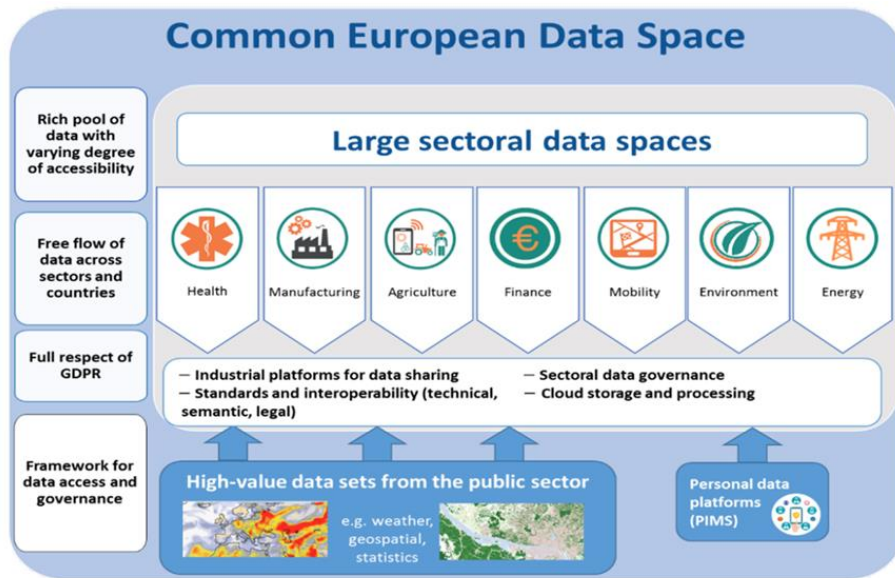 Common European Data Space
Rich pool of
data with
varying degree
of accessibility
Free flow of
data across
sectors and
countries
Full respect of
GDPR
Framework for
data access and
governance
Large sectoral data spaces
Health
Manufacturing
Agriculture
Finance
Mobility
Environment
Energy
– Industrial platforms for data sharing
– Standards and interoperability (technical,
semantic, legal)
– Sectoral data governance
– Cloud storage and processing
High-value data sets from the public sector
e.g. weather,
geospatial,
statistics
Personal data
platforms
(PIMS)